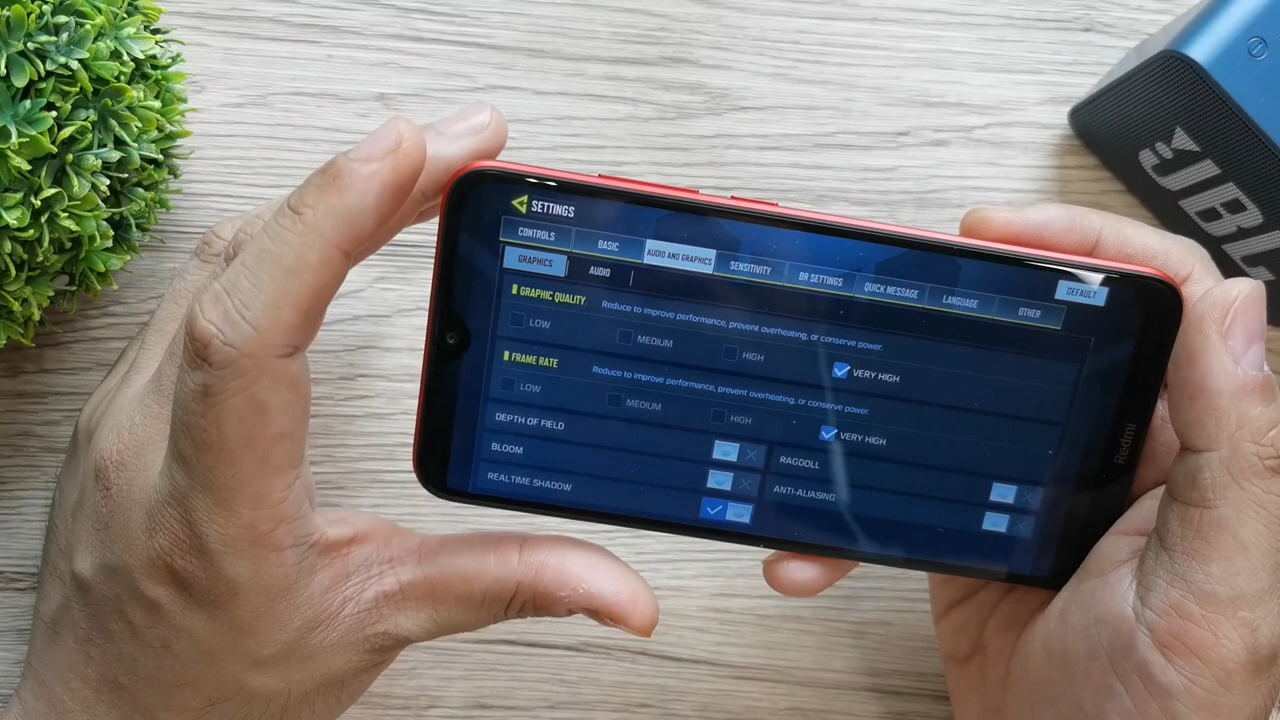 SETTINGS
CONTROLS
BASIC
AUDIO AND GRAPHICS
SENSITIVITY
BR SETTINGS
QUICK MESSAGE
LANGUAGE
OTHER
DEFAULT
GRAPHICS
AUDIO
GRAPHIC QUALITY
Reduce to improve performance, prevent overheating, or conserve power.
LOW
MEDIUM
HIGH
VERY HIGH
FRAME RATE
Reduce to improve performance, prevent overheating, or conserve power.
LOW
MEDIUM
HIGH
VERY HIGH
DEPTH OF FIELD
RAGDOLL
BLOOM
ANTI-ALIASING
REALTIME SHADOW
Redmi
JBL